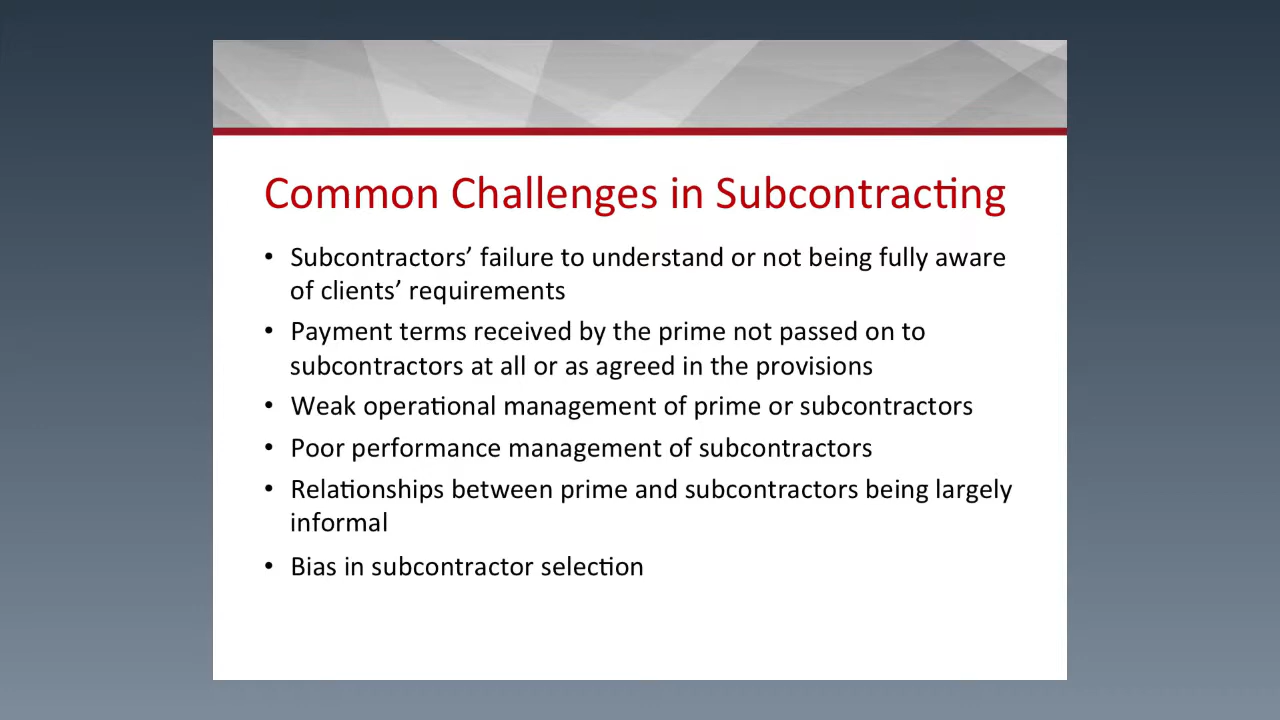 Common Challenges in Subcontracting
• Subcontractors’ failure to understand or not being fully aware
of clients’ requirements
• Payment terms received by the prime not passed on to
subcontractors at all or as agreed in the provisions
• Weak operational management of prime or subcontractors
• Poor performance management of subcontractors
• Relationships between prime and subcontractors being largely
informal
• Bias in subcontractor selection